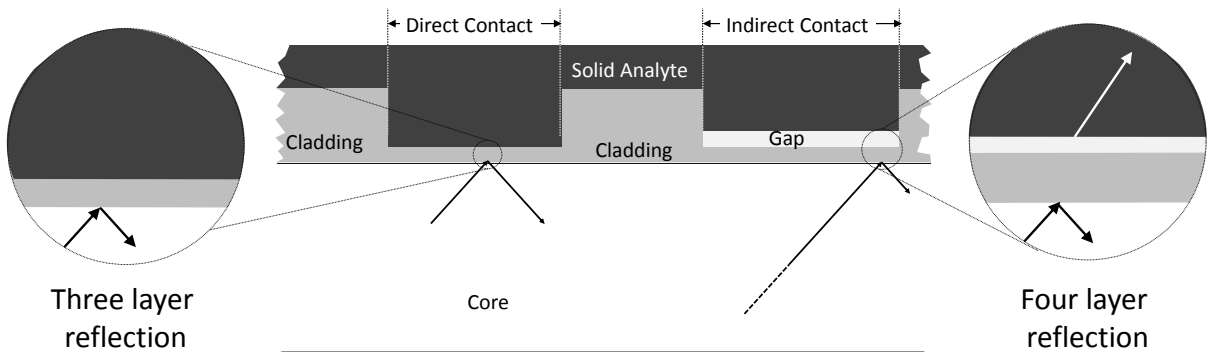 Direct Contact
Indirect Contact
Solid Analyte
Cladding
Cladding
Gap
Core
Three layer
reflection
Four layer
reflection